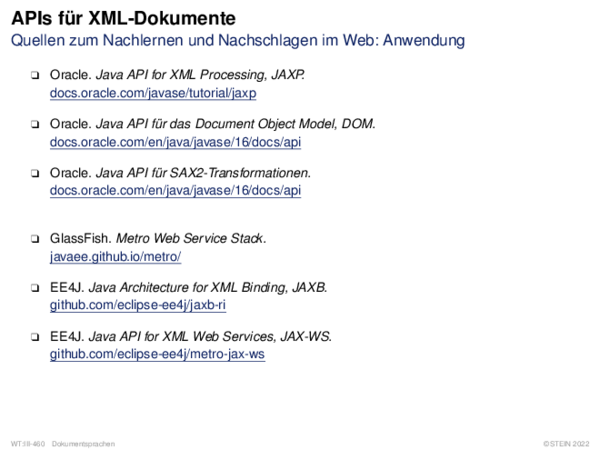 APIs für XML-Dokumente
Quellen zum Nachlernen und Nachschlagen im Web: Anwendung
❑ Oracle. Java API for XML Processing, JAXP.
docs.oracle.com/javase/tutorial/jaxp
❑ Oracle. Java API für das Document Object Model, DOM.
docs.oracle.com/en/java/javase/16/docs/api
❑ Oracle. Java API für SAX2-Transformationen.
docs.oracle.com/en/java/javase/16/docs/api
❑ GlassFish. Metro Web Service Stack.
javaee.github.io/metro/
❑ EE4J. Java Architecture for XML Binding, JAXB.
github.com/eclipse-ee4j/jaxb-ri
❑ EE4J. Java API for XML Web Services, JAX-WS.
github.com/eclipse-ee4j/metro-jax-ws
WT:III-460 Dokumentsprachen ©STEIN 2022